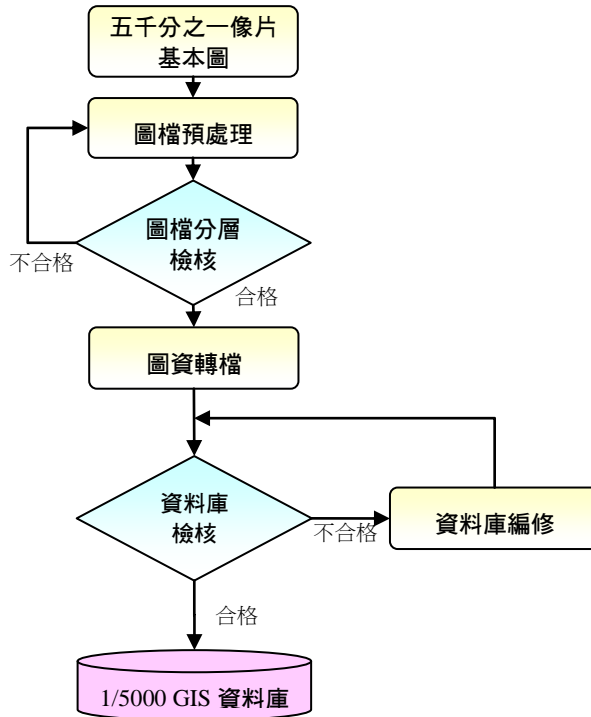 五千分之一像片
基本圖
圖檔預處理
圖檔分層
檢核
不合格
合格
圖資轉檔
資料庫
檢核
不合格
資料庫編修
合格
1/5000 GIS 資料庫